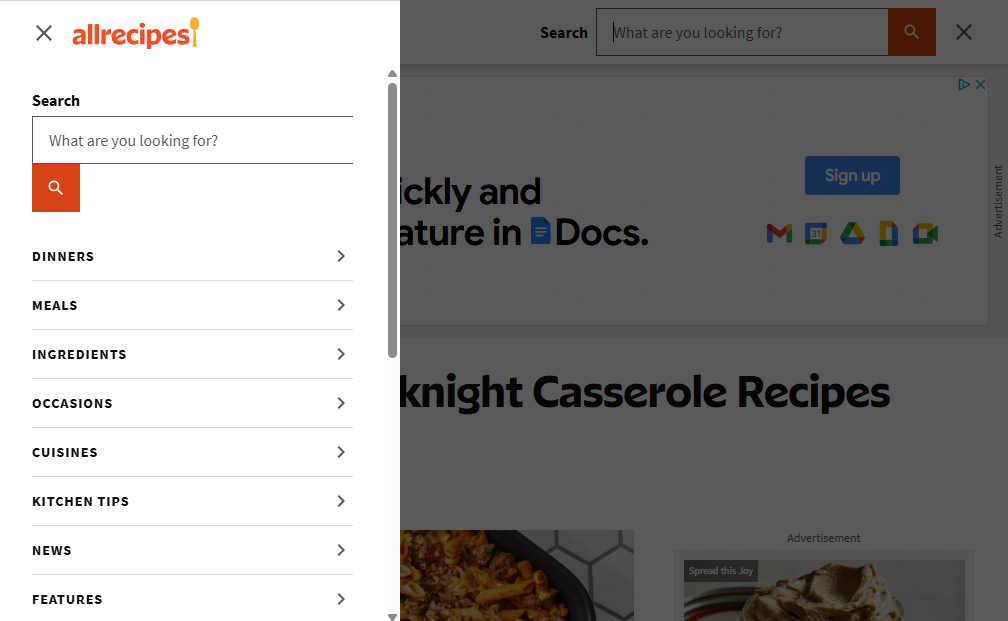 allrecipes
Search
What are you looking for?
DINNERS
MEALS
INGREDIENTS
OCCASIONS
CUISINES
KITCHEN TIPS
NEWS
FEATURES
Search
What are you looking for?
ickly and
ature in Docs.
Sign up
31
Advertisement
knight Casserole Recipes
Advertisement
Spread this Joy